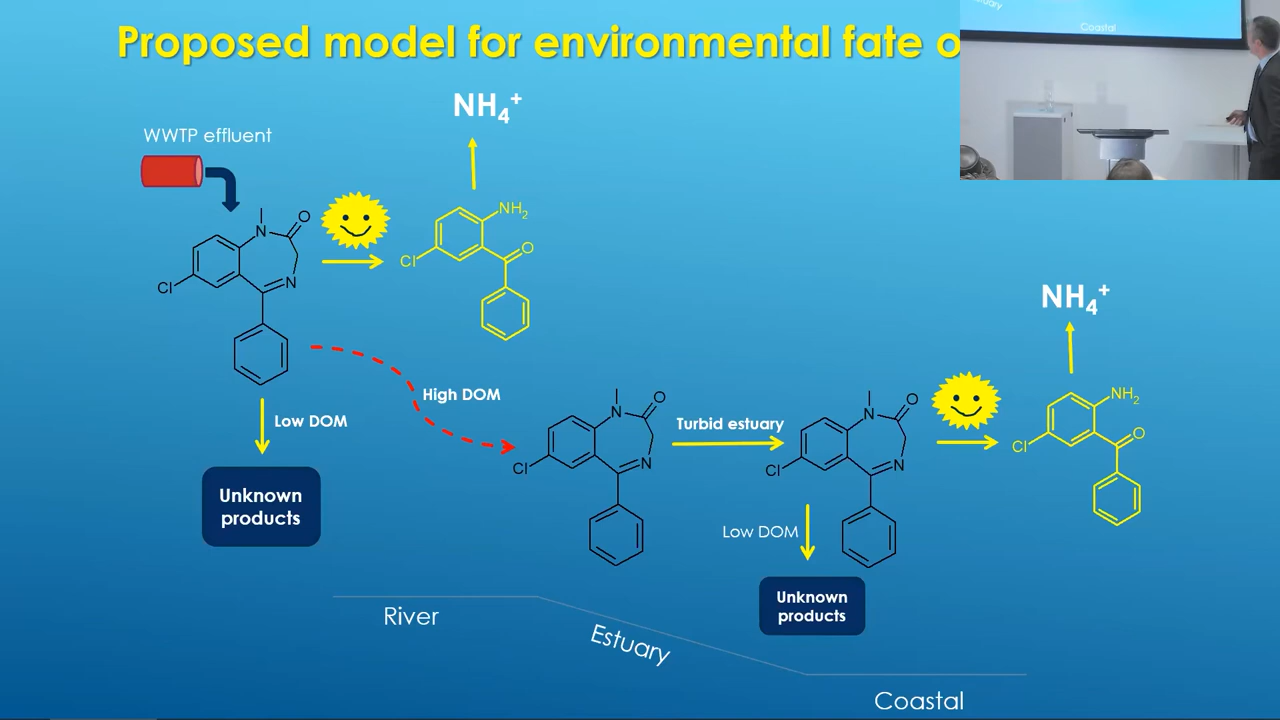 Proposed model for environmental fate o
NH4+
WWTP effluent
N
O
Cl
N
NH2
O
Cl
Low DOM
Unknown
products
High DOM
N
O
Cl
N
Turbid estuary
N
O
Cl
N
Low DOM
Unknown
products
NH4+
NH2
O
Cl
River
Estuary
Coastal
Coastal